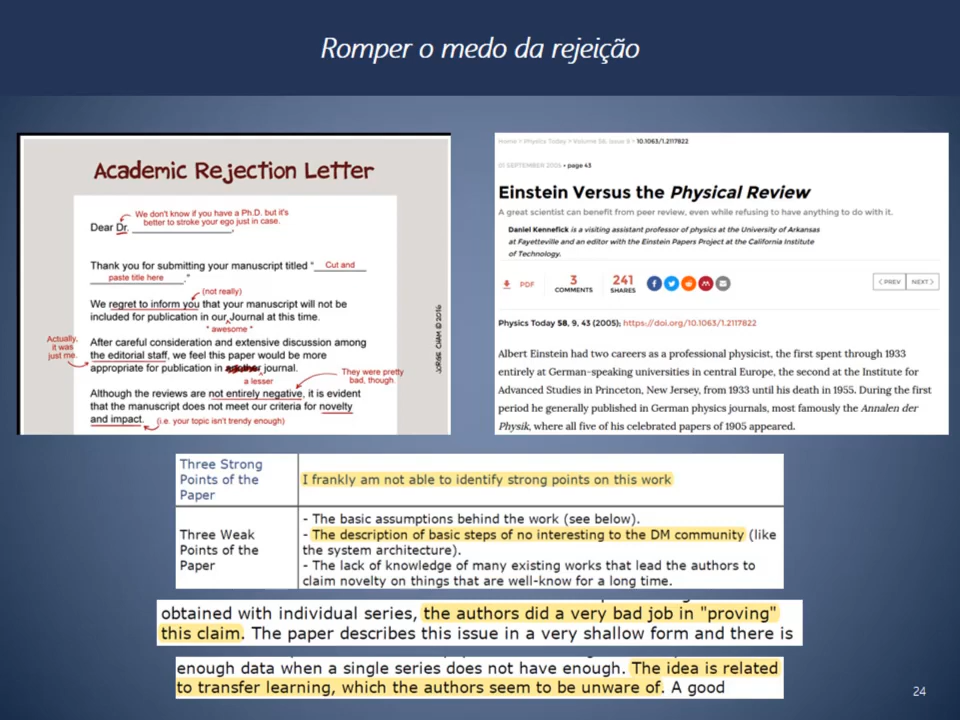 Romper o medo da rejeição
Academic Rejection Letter
We don't know if you have a Ph.D. but it's
better to stroke your ego just in case.
Dear Dr. ____________________,
Thank you for submitting your manuscript titled "__Cut and__
__paste title here__."
(not really)
We regret to inform you that your manuscript will not be
included for publication in our Journal at this time.
"awesome"
Actually,
it was
just me.
After careful consideration and extensive discussion among
the editorial staff, we feel this paper would be more
appropriate for publication in another journal.
a lesser
They were pretty
bad, though.
Although the reviews are not entirely negative, it is evident
that the manuscript does not meet our criteria for novelty
and impact.
(i.e. your topic isn't trendy enough)
JORGE CHAM © 2016
Home > Physics Today > Volume 58, Issue 9 > 10.1063/1.2117822
01 SEPTEMBER 2005 • page 43
Einstein Versus the Physical Review
A great scientist can benefit from peer review, even while refusing to have anything to do with it.
Daniel Kennefick is a visiting assistant professor of physics at the University of Arkansas
at Fayetteville and an editor with the Einstein Papers Project at the California Institute
of Technology.
PDF
3
COMMENTS
241
SHARES
< PREV
NEXT >
Physics Today 58, 9, 43 (2005); https://doi.org/10.1063/1.2117822
Albert Einstein had two careers as a professional physicist, the first spent through 1933
entirely at German-speaking universities in central Europe, the second at the Institute for
Advanced Studies in Princeton, New Jersey, from 1933 until his death in 1955. During the first
period he generally published in German physics journals, most famously the Annalen der
Physik, where all five of his celebrated papers of 1905 appeared.
Three Strong
Points of the
Paper
I frankly am not able to identify strong points on this work
Three Weak
Points of the
Paper
- The basic assumptions behind the work (see below).
- The description of basic steps of no interesting to the DM community (like
the system architecture).
- The lack of knowledge of many existing works that lead the authors to
claim novelty on things that are well-know for a long time.
obtained with individual series, the authors did a very bad job in "proving"
this claim. The paper describes this issue in a very shallow form and there is
enough data when a single series does not have enough. The idea is related
to transfer learning, which the authors seem to be unware of. A good
24